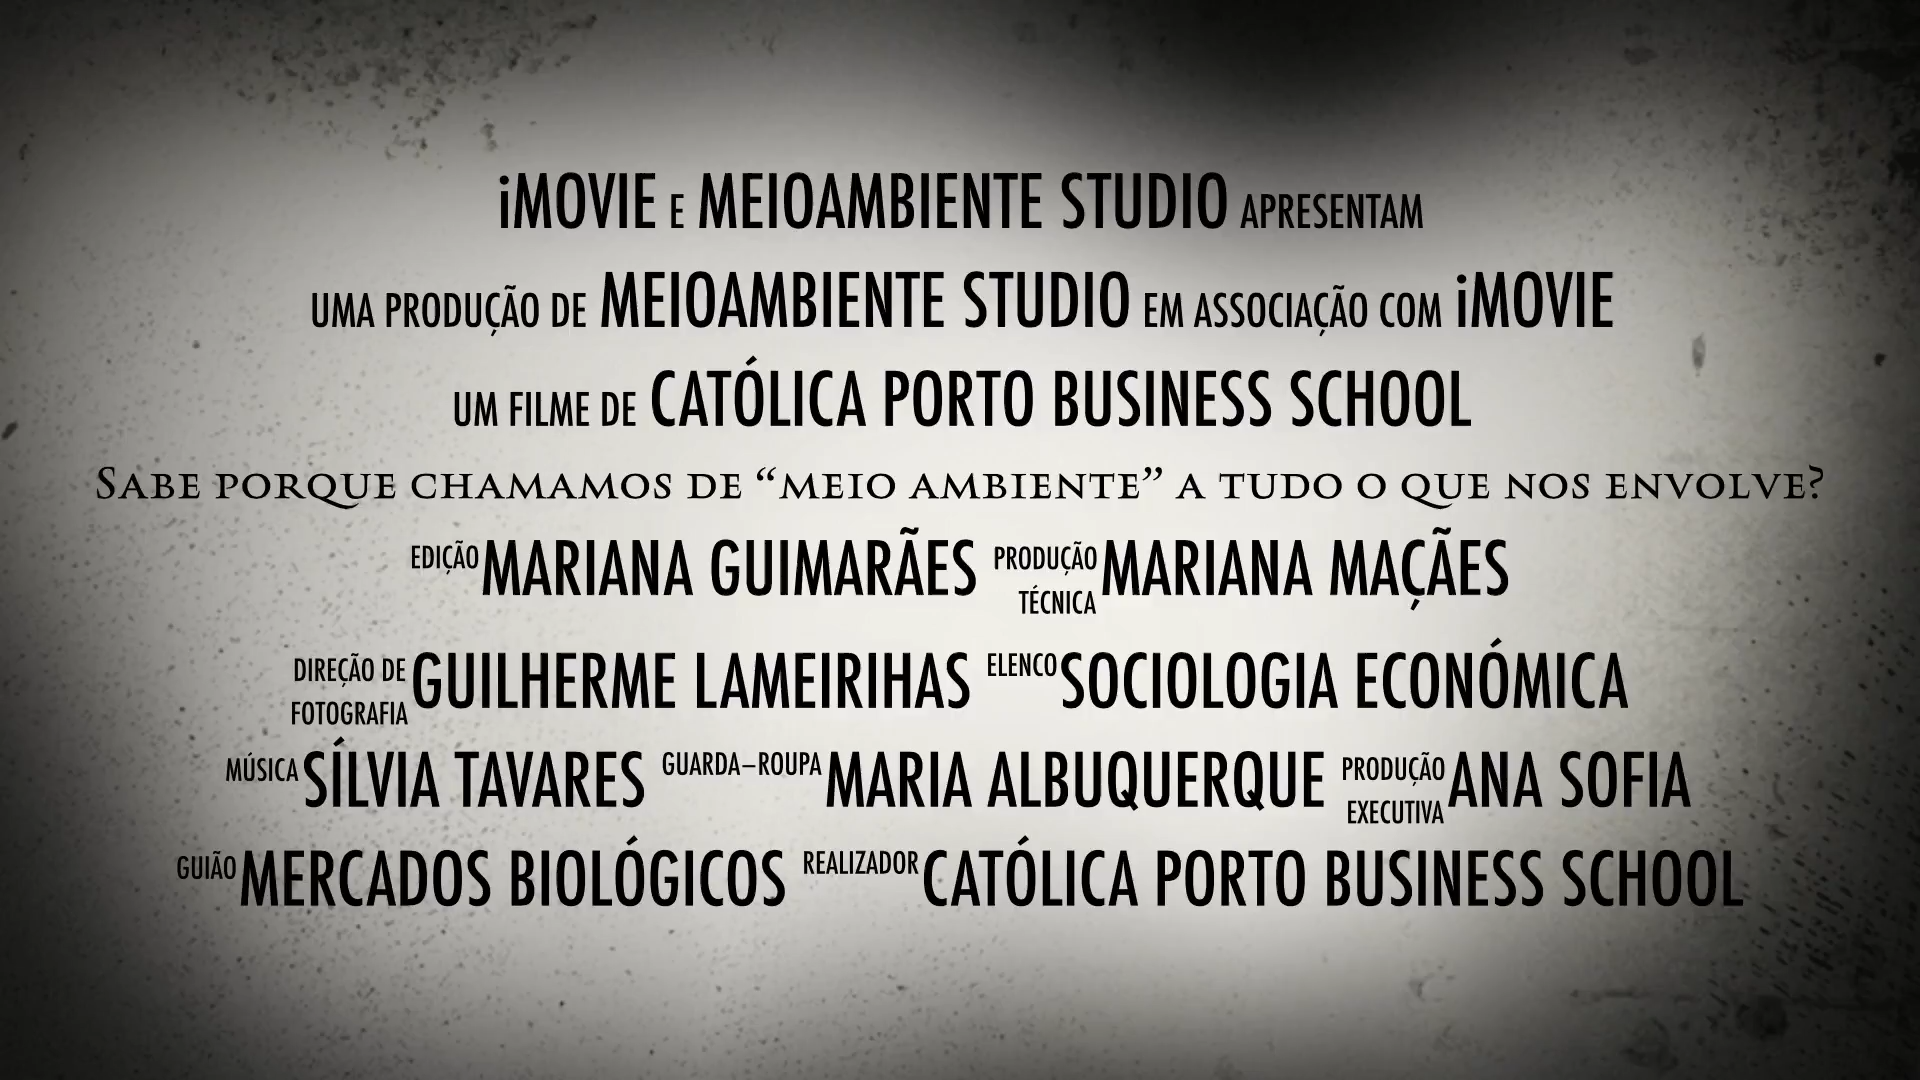 iMOVIE E MEIOAMBIENTE STUDIO APRESENTAM
UMA PRODUÇÃO DE MEIOAMBIENTE STUDIO EM ASSOCIAÇÃO COM iMOVIE
UM FILME DE CATÓLICA PORTO BUSINESS SCHOOL
SABE PORQUE CHAMAMOS DE “MEIO AMBIENTE” A TUDO O QUE NOS ENVOLVE?
EDIÇÃO MARIANA GUIMARÃES PRODUÇÃO TÉCNICA MARIANA MAÇÃES
DIREÇÃO DE FOTOGRAFIA GUILHERME LAMEIRIHAS ELENCO SOCIOLOGIA ECONÓMICA
MÚSICA SÍLVIA TAVARES GUARDA–ROUPA MARIA ALBUQUERQUE PRODUÇÃO EXECUTIVA ANA SOFIA
GUIÃO MERCADOS BIOLÓGICOS REALIZADOR CATÓLICA PORTO BUSINESS SCHOOL